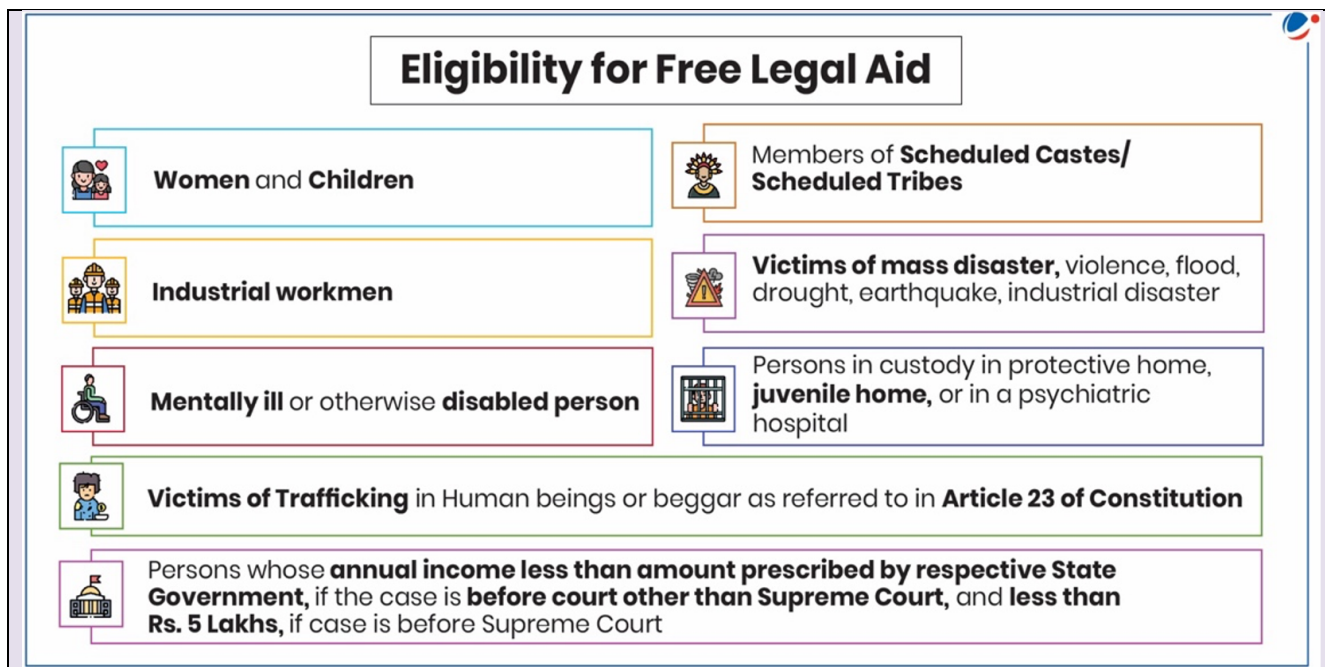 Eligibility for Free Legal Aid
Women and Children
Members of Scheduled Castes/
Scheduled Tribes
Industrial workmen
Victims of mass disaster, violence, flood,
drought, earthquake, industrial disaster
Mentally ill or otherwise disabled person
Persons in custody in protective home,
juvenile home, or in a psychiatric
hospital
Victims of Trafficking in Human beings or beggar as referred to in Article 23 of Constitution
Persons whose annual income less than amount prescribed by respective State
Government, if the case is before court other than Supreme Court, and less than
Rs. 5 Lakhs, if case is before Supreme Court